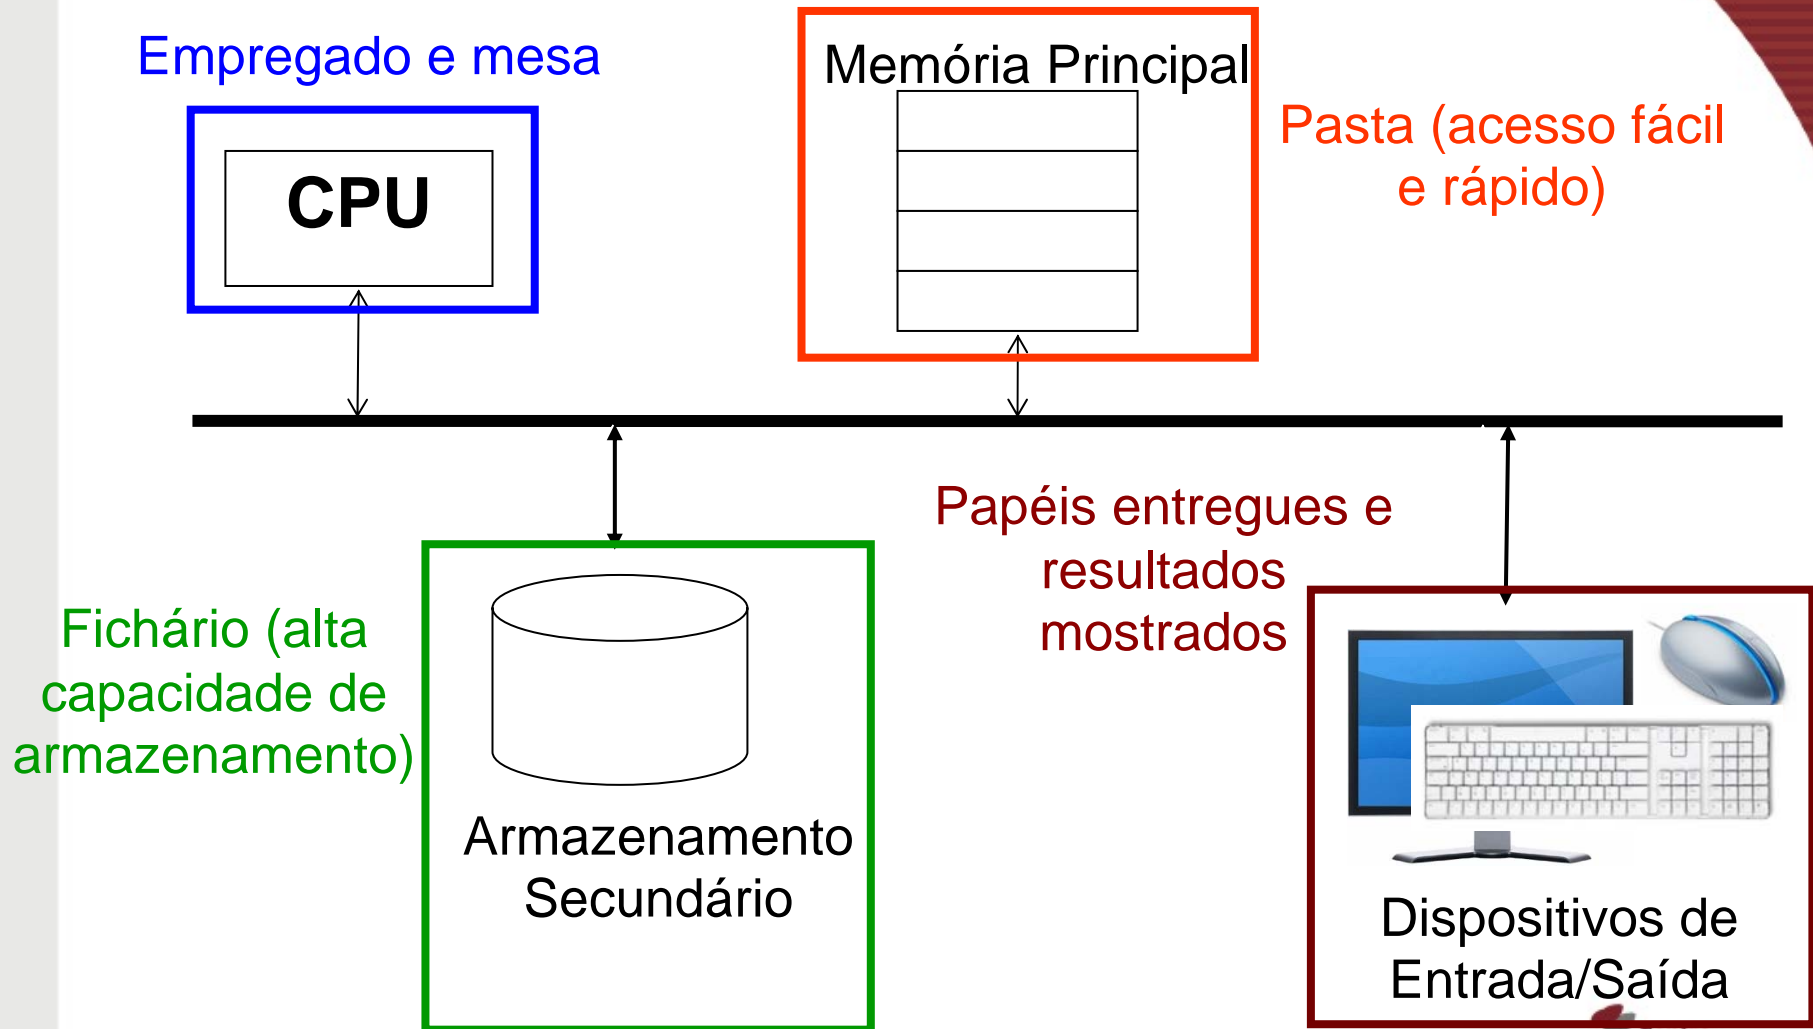 Empregado e mesa
CPU
Memória Principal
Pasta (acesso fácil
e rápido)
Papéis entregues e
resultados
mostrados
Fichário (alta
capacidade de
armazenamento)
Armazenamento
Secundário
Dispositivos de
Entrada/Saída